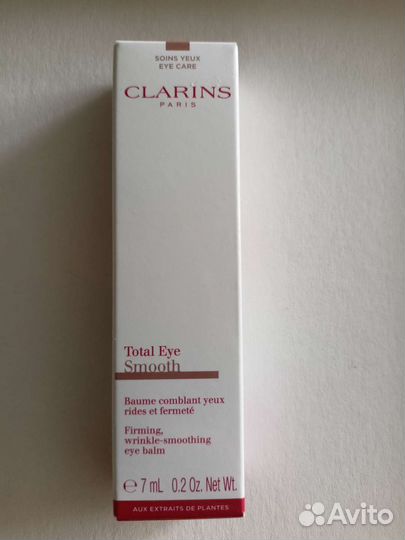 SOINS YEUX
EYE CARE
CLARINS
PARIS
Total Eye
Smooth
Baume comblant yeux
rides et fermeté
Firming,
wrinkle-smoothing
eye balm
℮ 7 mL 0.2 Oz. Net Wt.
AUX EXTRAITS DE PLANTES
Avito